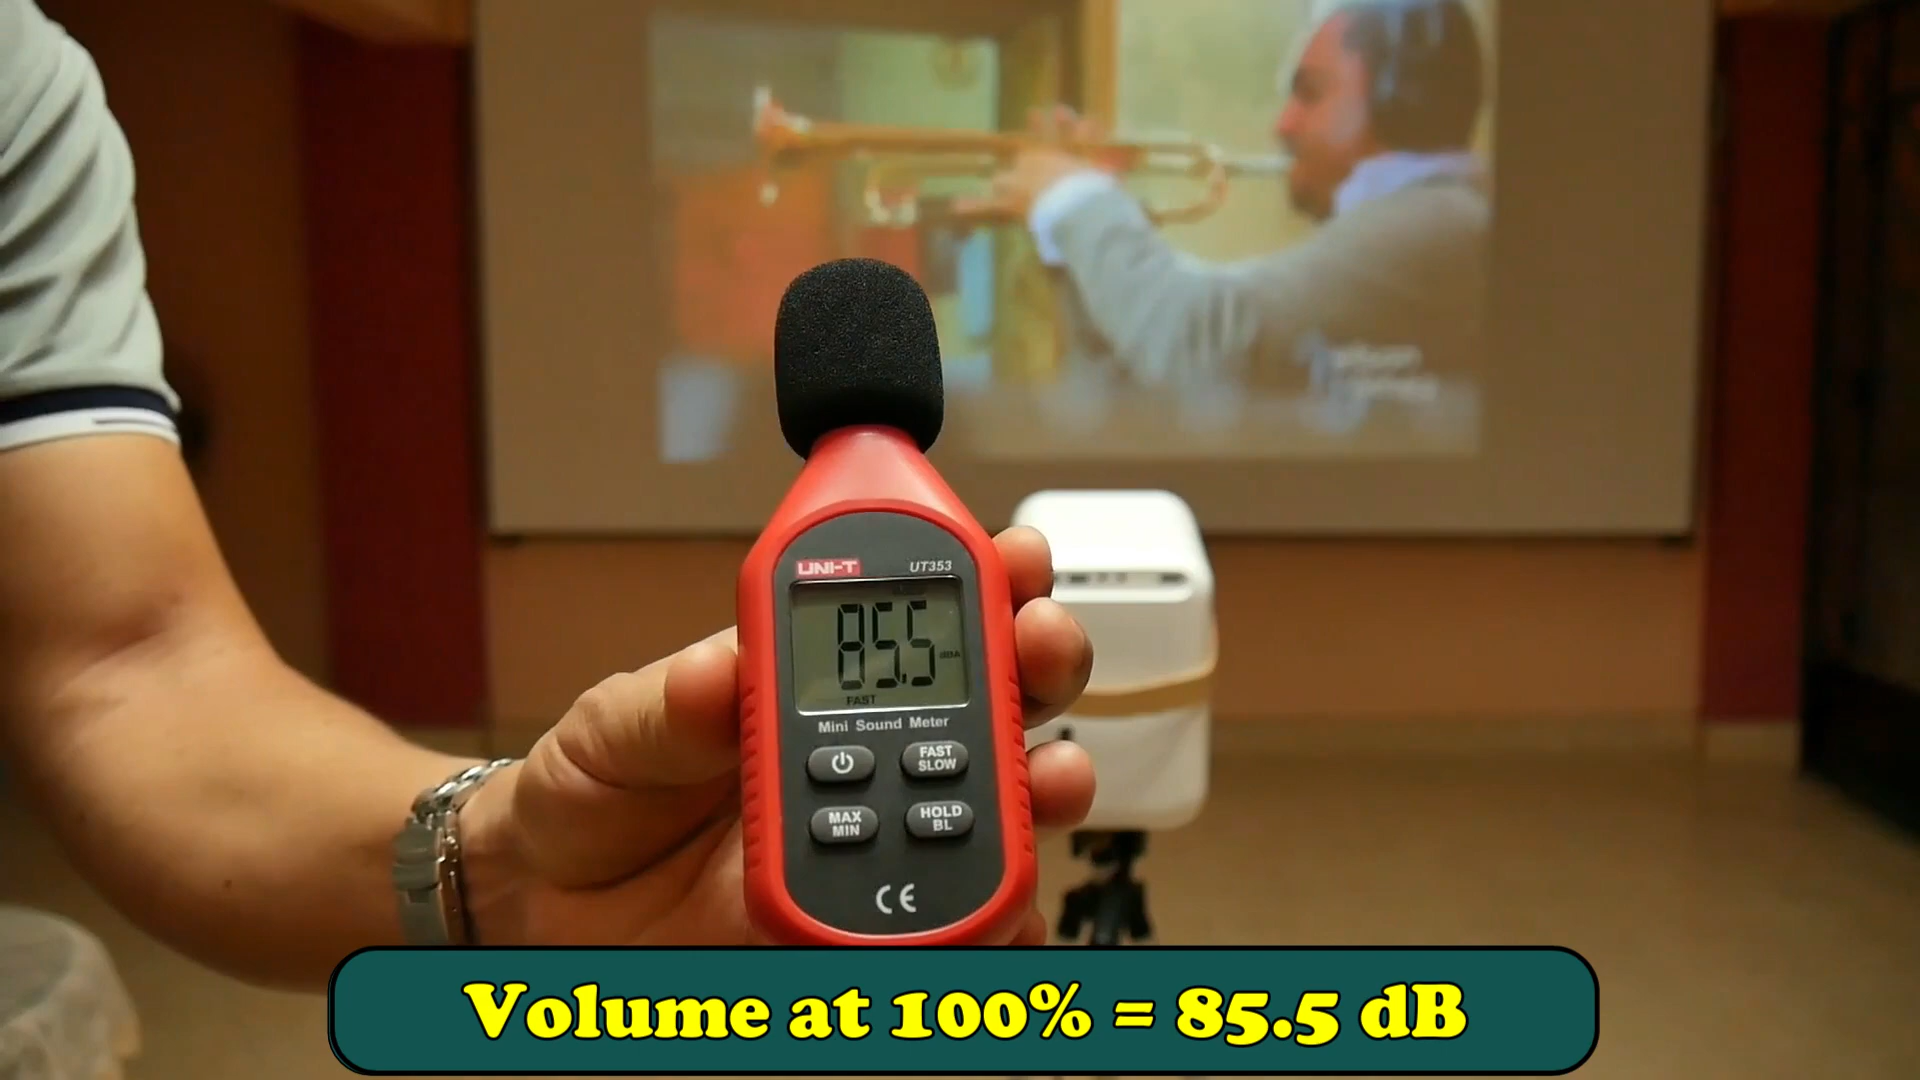 UNI-T UT353
85.5 dBA
FAST
Mini Sound Meter
FAST
SLOW
MAX
MIN
HOLD
BL
CE
Volume at 100% = 85.5 dB